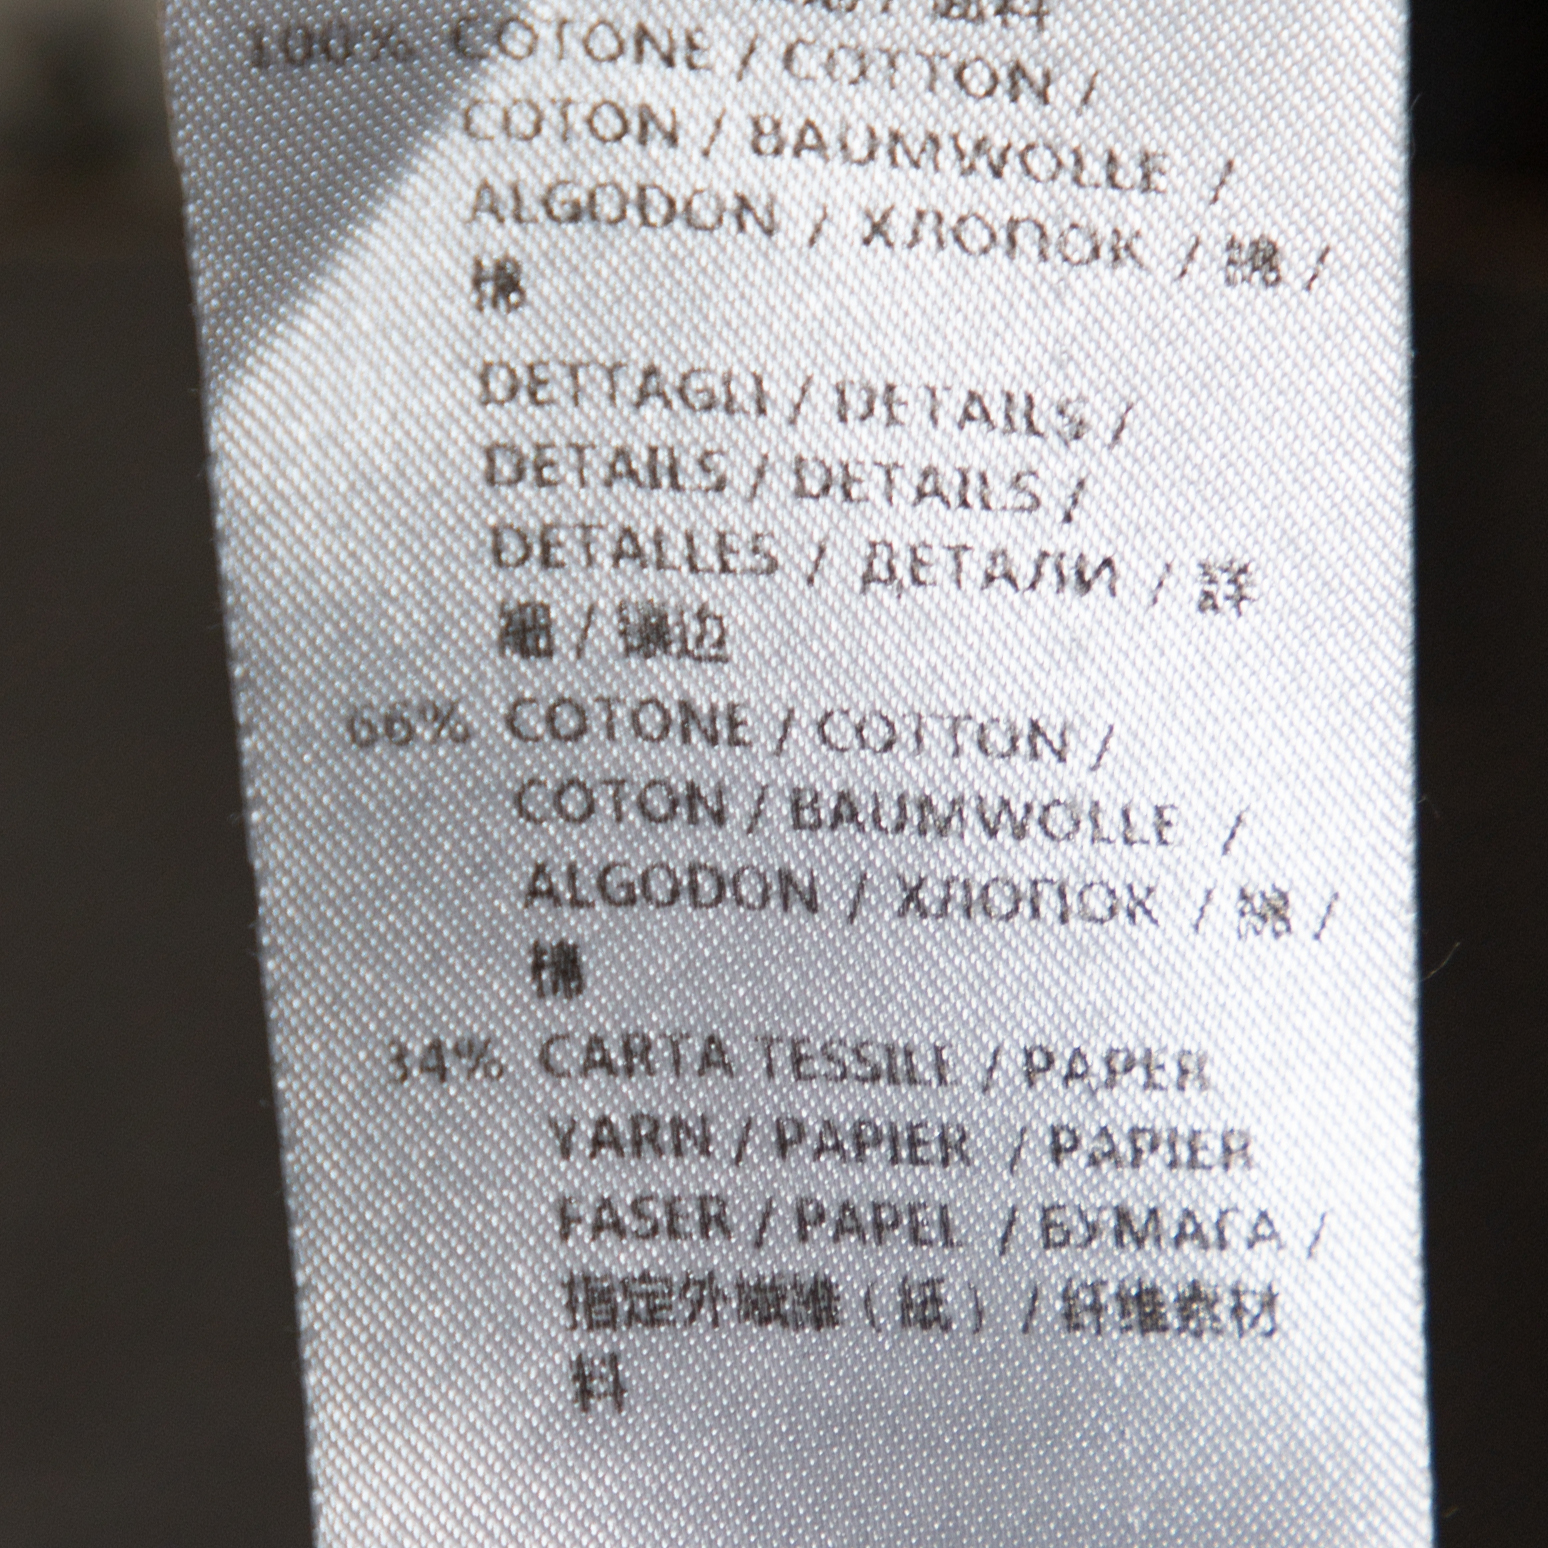 面料
100% COTONE / COTTON /
COTON / BAUMWOLLE /
ALGODON / ХЛОПОК / 綿 /
棉
DETTAGLI / DETAILS /
DETAILS / DETAILS /
DETALLES / ДЕТАЛИ / 詳
細 / 镶边
66% COTONE / COTTON /
COTON / BAUMWOLLE /
ALGODON / ХЛОПОК / 綿 /
棉
34% CARTA TESSILE / PAPER
YARN / PAPIER / PAPIER
FASER / PAPEL / БУМАГА /
指定外繊維 ( 紙 ) / 纤维素材
料